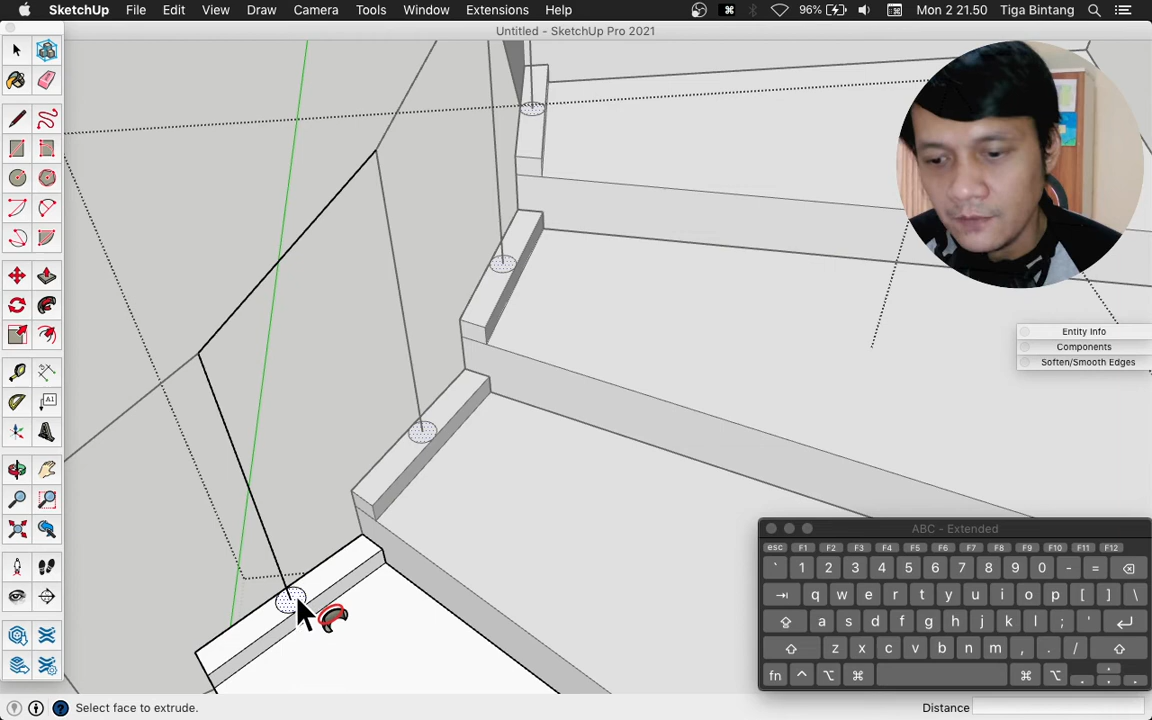 SketchUp File Edit View Draw Camera Tools Window Extensions Help 96% Mon 2 21.50 Tiga Bintang
Untitled - SketchUp Pro 2021
A1
Entity Info
Components
Soften/Smooth Edges
ABC - Extended
esc F1 F2 F3 F4 F5 F6 F7 F8 F9 F10 F11 F12
` 1 2 3 4 5 6 7 8 9 0 - =
q w e r t y u i o p [ ] \
a s d f g h j k l ; '
z x c v b n m , . /
fn
Select face to extrude. Distance